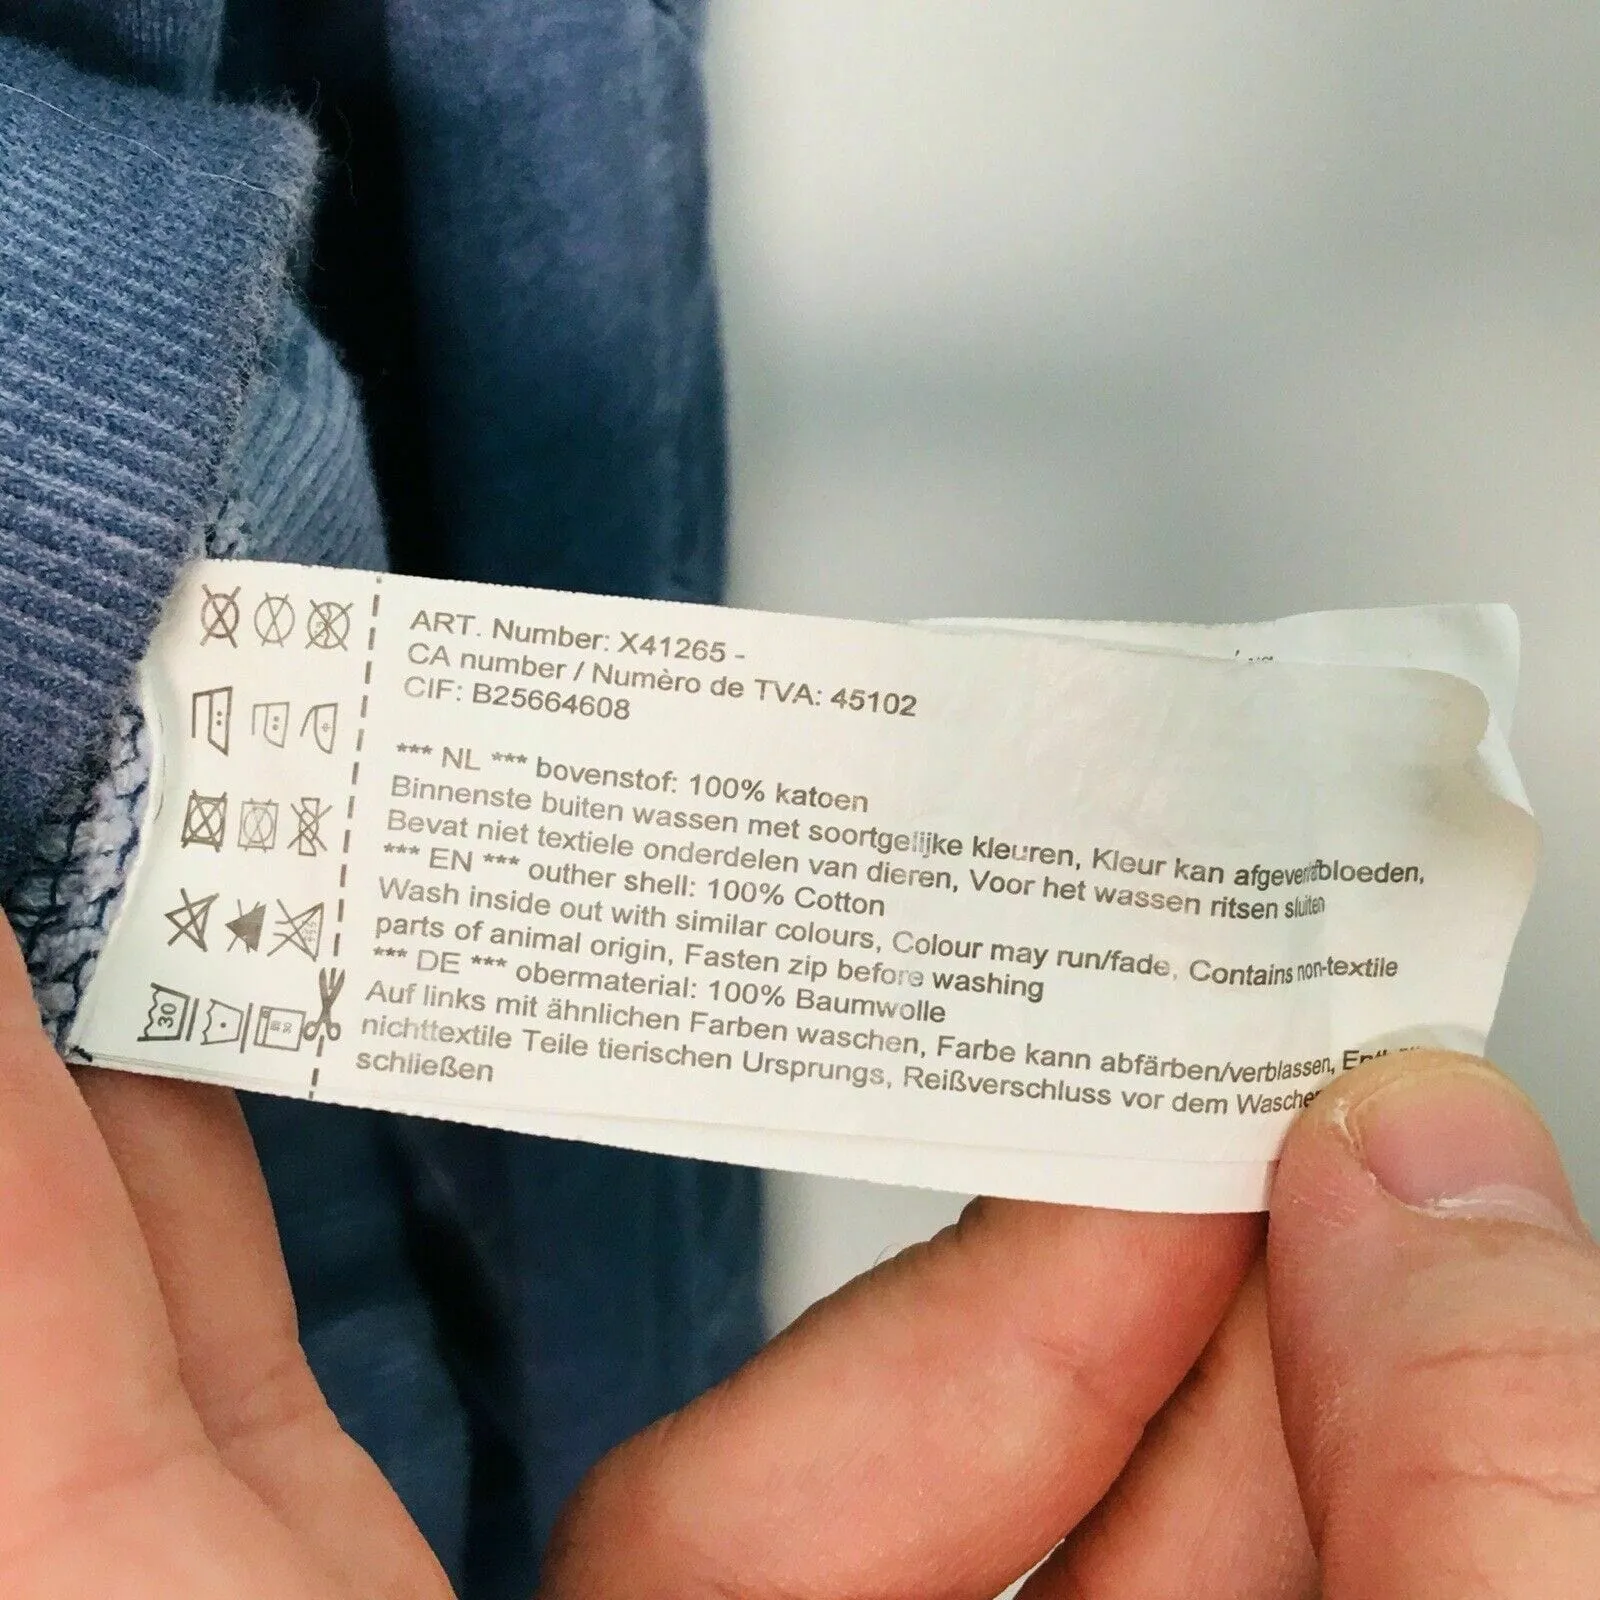 ART. Number: X41265 -
CA number / Numèro de TVA: 45102
CIF: B25664608
*** NL *** bovenstof: 100% katoen
Binnenste buiten wassen met soortgelijke kleuren, Kleur kan
Bevat niet textiele onderdelen van dieren, Voor het wassen ritsen sluiten
*** EN *** outher shell: 100% Cotton
Wash inside out with similar colours, Colour may run/fade, Contains non-textile
parts of animal origin, Fasten zip before washing
*** DE *** obermaterial: 100% Baumwolle
Auf links mit ähnlichen Farben waschen, Farbe kann abfärben/verblassen,
nichttextile Teile tierischen Ursprungs, Reißverschluss vor dem
schließen
30